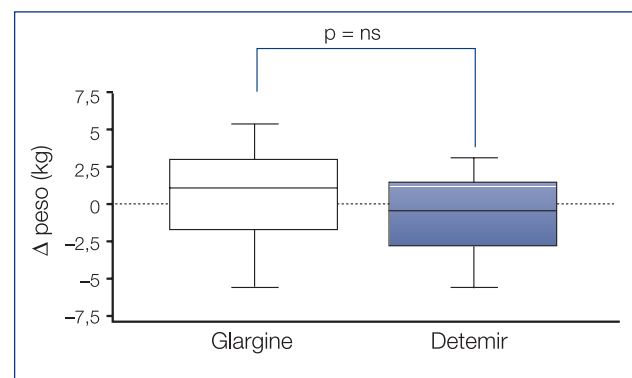 p = ns
7,5
5
2,5
0
−2,5
−5
−7,5
Δ peso (kg)
Glargine
Detemir